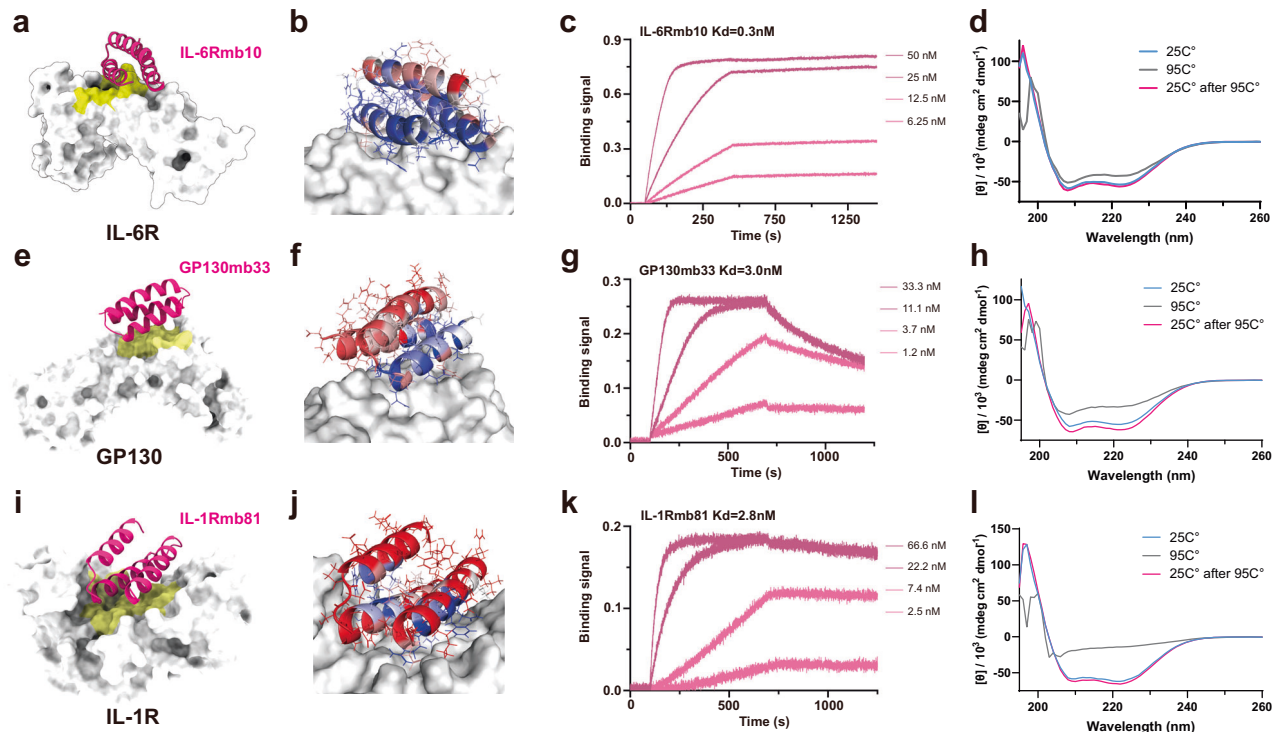 a
IL-6Rmb10
IL-6R
b
c
IL-6Rmb10 Kd=0.3nM
0.9
0.6
0.3
0.0
Binding signal
0
250
750
1250
Time (s)
50 nM
25 nM
12.5 nM
6.25 nM
d
25C°
95C°
25C° after 95C°
100
50
0
-50
[θ] / 10³ (mdeg cm² dmol⁻¹)
200
220
240
260
Wavelength (nm)
e
GP130mb33
GP130
f
g
GP130mb33 Kd=3.0nM
0.3
0.2
0.1
0.0
Binding signal
0
500
1000
Time (s)
33.3 nM
11.1 nM
3.7 nM
1.2 nM
h
25C°
95C°
25C° after 95C°
100
50
0
-50
[θ] / 10³ (mdeg cm² dmol⁻¹)
200
220
240
260
Wavelength (nm)
i
IL-1Rmb81
IL-1R
j
k
IL-1Rmb81 Kd=2.8nM
0.2
0.1
0.0
Binding signal
0
500
1000
Time (s)
66.6 nM
22.2 nM
7.4 nM
2.5 nM
l
25C°
95C°
25C° after 95C°
150
100
50
0
-50
[θ] / 10³ (mdeg cm² dmol⁻¹)
200
220
240
260
Wavelength (nm)